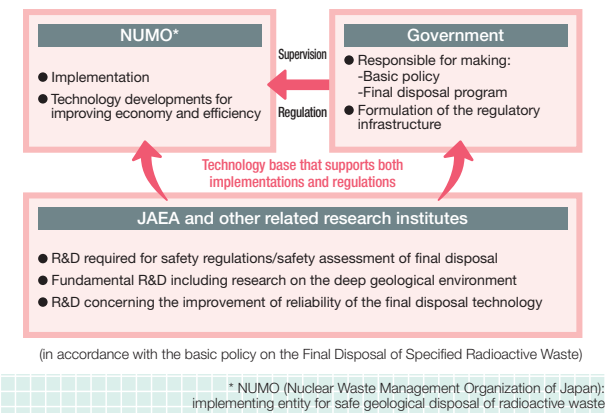 NUMO*
● Implementation
● Technology developments for
improving economy and efficiency
Supervision
Regulation
Government
● Responsible for making:
-Basic policy
-Final disposal program
● Formulation of the regulatory
infrastructure
Technology base that supports both
implementations and regulations
JAEA and other related research institutes
● R&D required for safety regulations/safety assessment of final disposal
● Fundamental R&D including research on the deep geological environment
● R&D concerning the improvement of reliability of the final disposal technology
(in accordance with the basic policy on the Final Disposal of Specified Radioactive Waste)
* NUMO (Nuclear Waste Management Organization of Japan):
implementing entity for safe geological disposal of radioactive waste